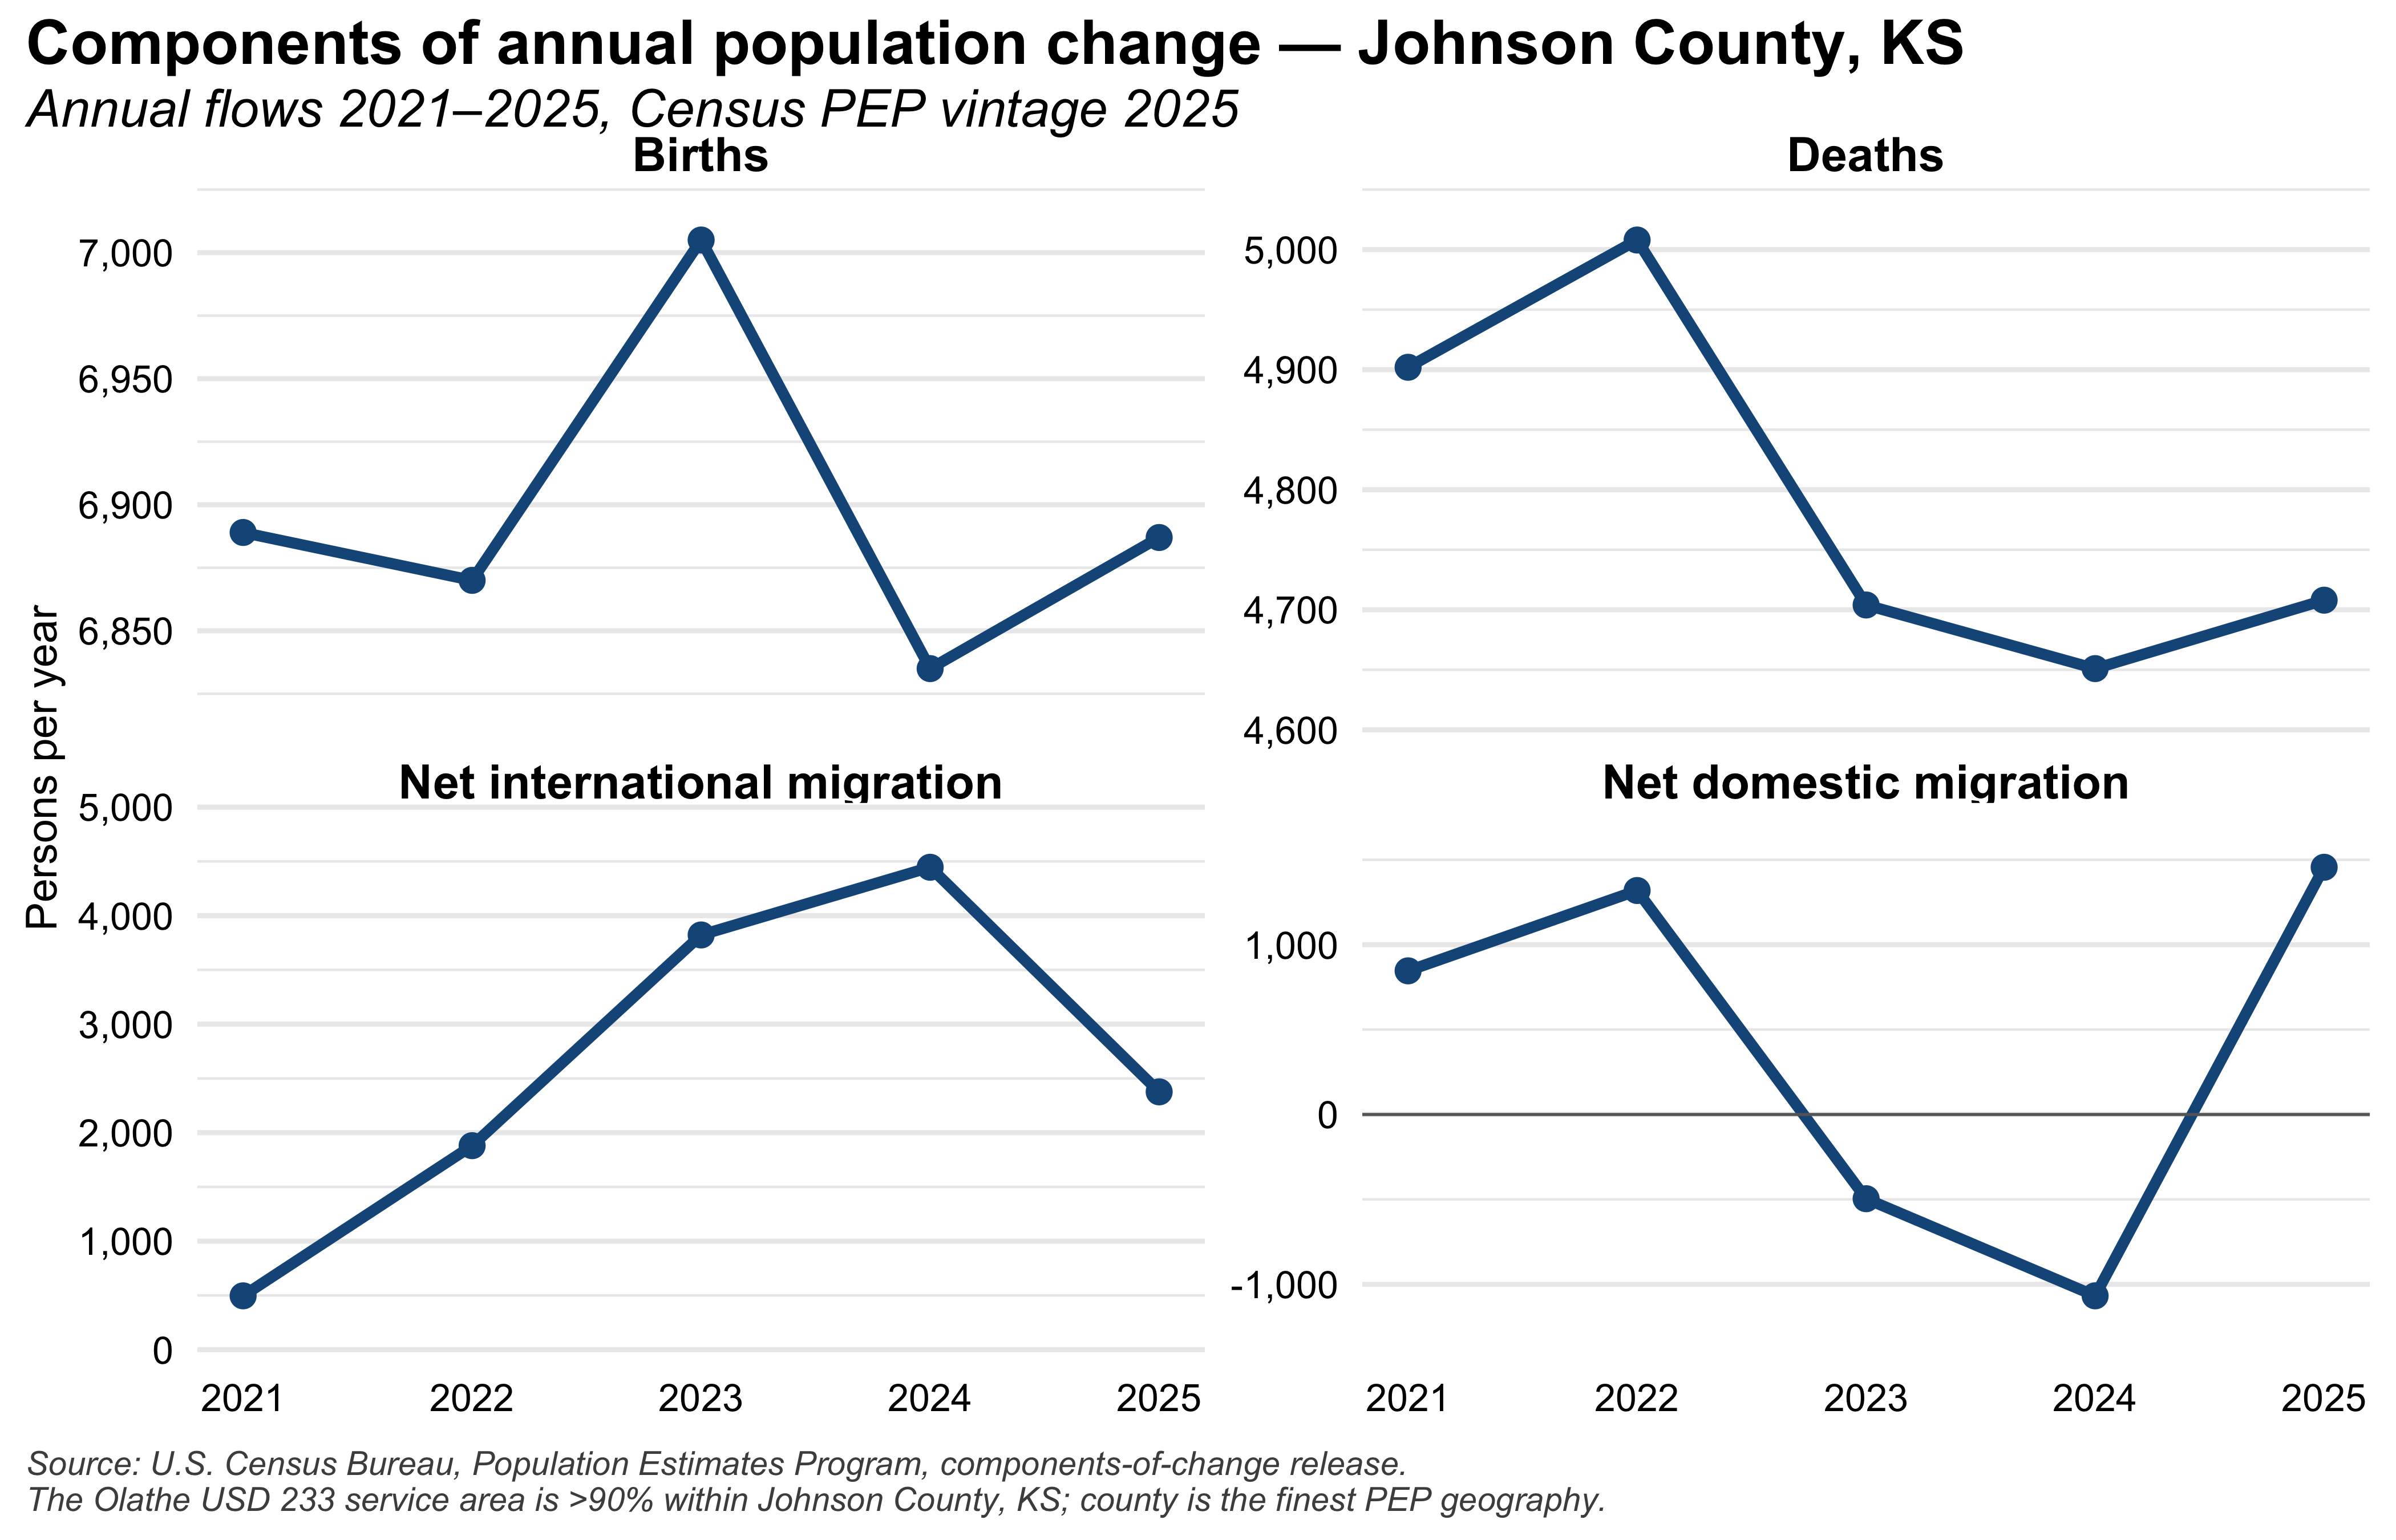 Components of annual population change — Johnson County, KS
Annual flows 2021–2025, Census PEP vintage 2025
Persons per year
Births
7,000
6,950
6,900
6,850
Deaths
5,000
4,900
4,800
4,700
4,600
Net international migration
5,000
4,000
3,000
2,000
1,000
0
2021 2022 2023 2024 2025
Net domestic migration
1,000
0
-1,000
2021 2022 2023 2024 2025
Source: U.S. Census Bureau, Population Estimates Program, components-of-change release.
The Olathe USD 233 service area is >90% within Johnson County, KS; county is the finest PEP geography.